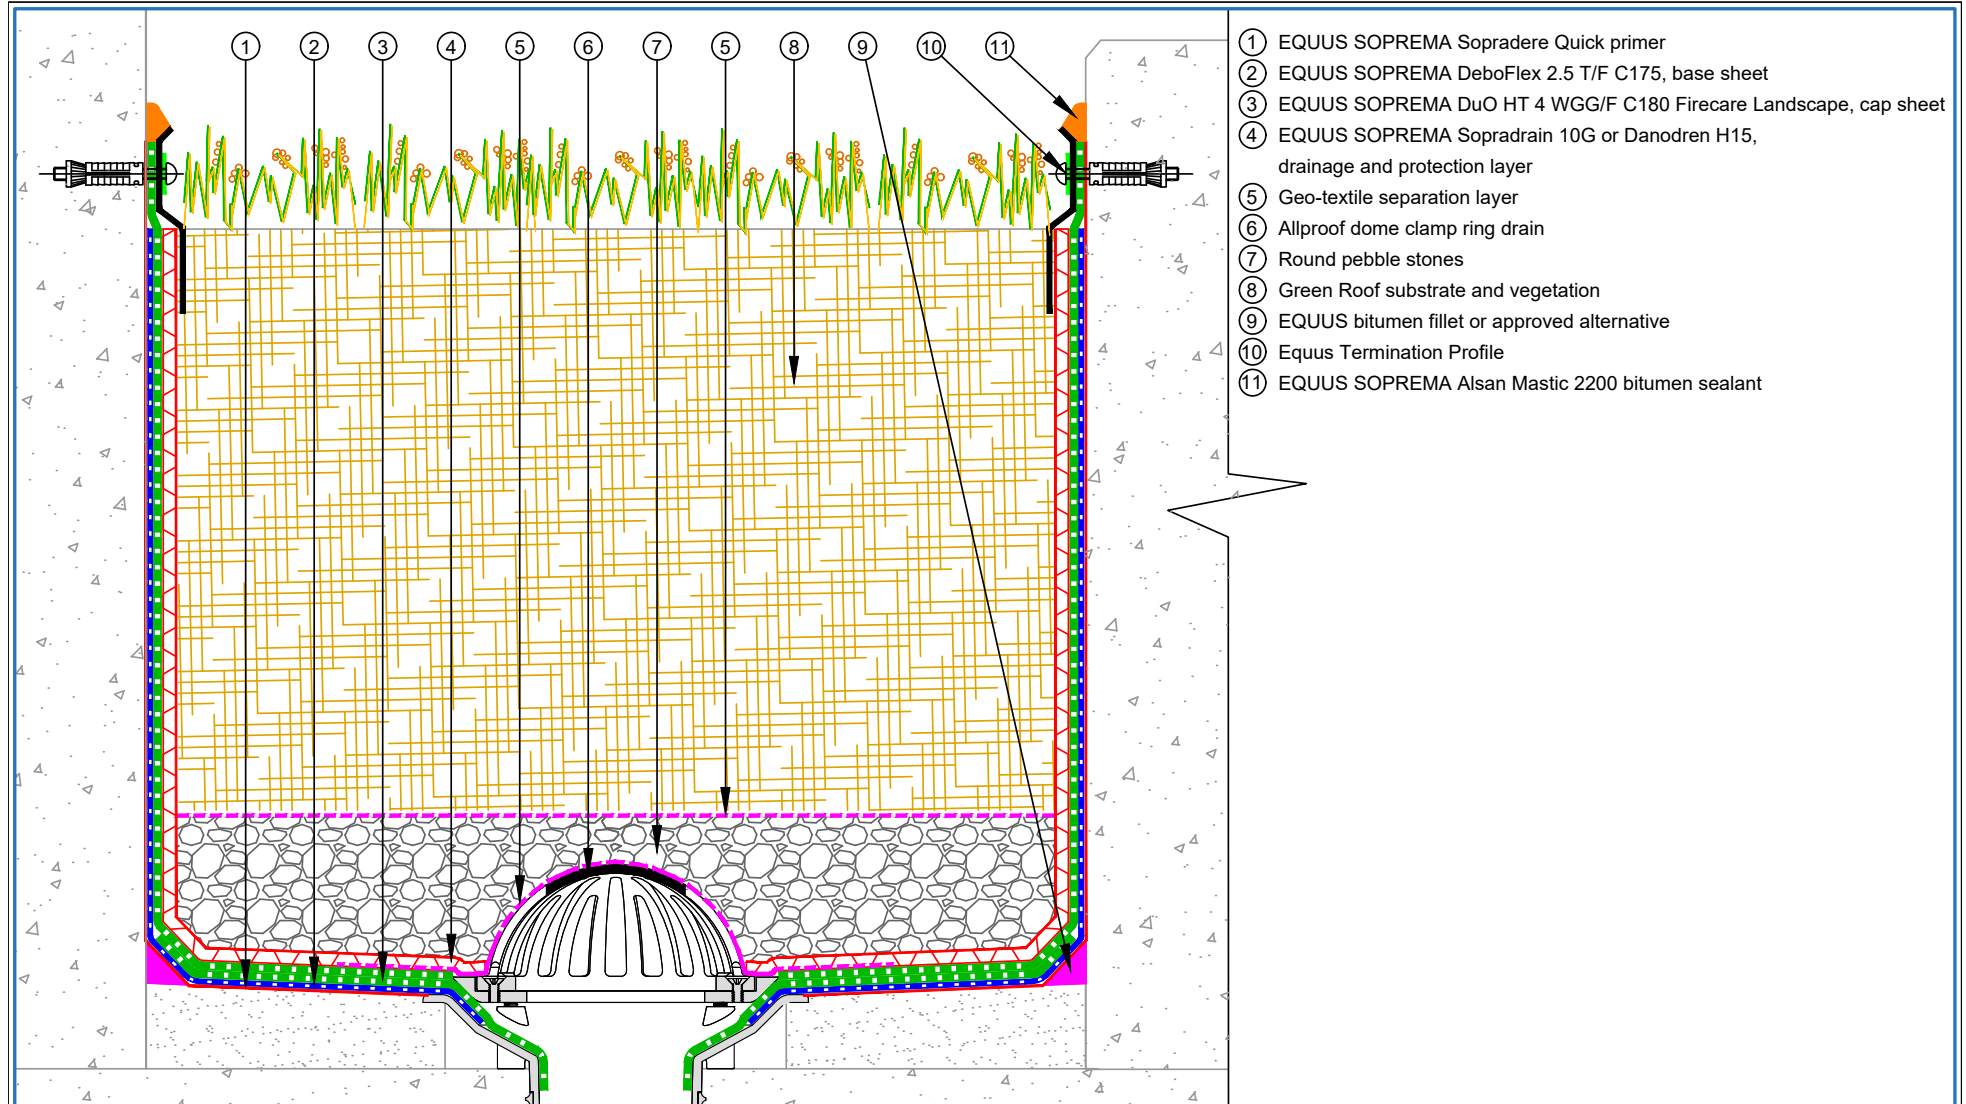 1 2 3 4 5 6 7 5 8 9 10 11
1 EQUUS SOPREMA Sopradere Quick primer
2 EQUUS SOPREMA DeboFlex 2.5 T/F C175, base sheet
3 EQUUS SOPREMA DuO HT 4 WGG/F C180 Firecare Landscape, cap sheet
4 EQUUS SOPREMA Sopradrain 10G or Danodren H15,
drainage and protection layer
5 Geo-textile separation layer
6 Allproof dome clamp ring drain
7 Round pebble stones
8 Green Roof substrate and vegetation
9 EQUUS bitumen fillet or approved alternative
10 Equus Termination Profile
11 EQUUS SOPREMA Alsan Mastic 2200 bitumen sealant